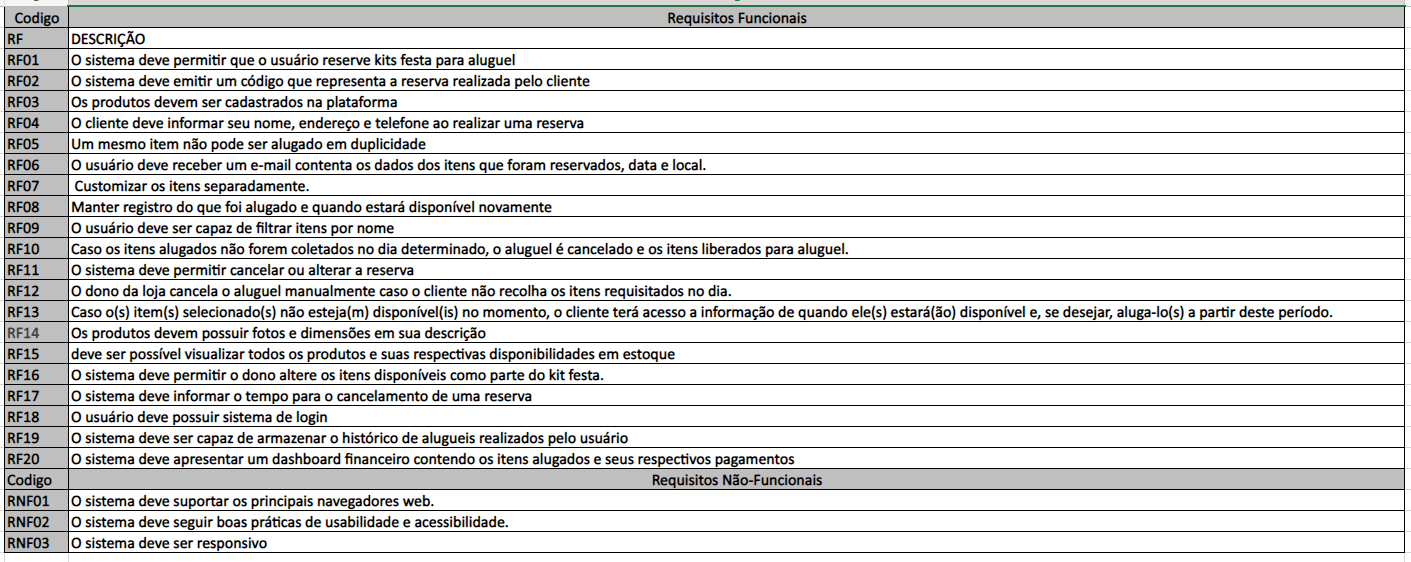 Codigo Requisitos Funcionais
RF DESCRIÇÃO
RF01 O sistema deve permitir que o usuário reserve kits festa para aluguel
RF02 O sistema deve emitir um código que representa a reserva realizada pelo cliente
RF03 Os produtos devem ser cadastrados na plataforma
RF04 O cliente deve informar seu nome, endereço e telefone ao realizar uma reserva
RF05 Um mesmo item não pode ser alugado em duplicidade
RF06 O usuário deve receber um e-mail contenta os dados dos itens que foram reservados, data e local.
RF07 Customizar os itens separadamente.
RF08 Manter registro do que foi alugado e quando estará disponível novamente
RF09 O usuário deve ser capaz de filtrar itens por nome
RF10 Caso os itens alugados não forem coletados no dia determinado, o aluguel é cancelado e os itens liberados para aluguel.
RF11 O sistema deve permitir cancelar ou alterar a reserva
RF12 O dono da loja cancela o aluguel manualmente caso o cliente não recolha os itens requisitados no dia.
RF13 Caso o(s) item(s) selecionado(s) não esteja(m) disponível(is) no momento, o cliente terá acesso a informação de quando ele(s) estará(ão) disponível e, se desejar, aluga-lo(s) a partir deste período.
RF14 Os produtos devem possuir fotos e dimensões em sua descrição
RF15 deve ser possível visualizar todos os produtos e suas respectivas disponibilidades em estoque
RF16 O sistema deve permitir o dono altere os itens disponíveis como parte do kit festa.
RF17 O sistema deve informar o tempo para o cancelamento de uma reserva
RF18 O usuário deve possuir sistema de login
RF19 O sistema deve ser capaz de armazenar o histórico de alugueis realizados pelo usuário
RF20 O sistema deve apresentar um dashboard financeiro contendo os itens alugados e seus respectivos pagamentos
Codigo Requisitos Não-Funcionais
RNF01 O sistema deve suportar os principais navegadores web.
RNF02 O sistema deve seguir boas práticas de usabilidade e acessibilidade.
RNF03 O sistema deve ser responsivo